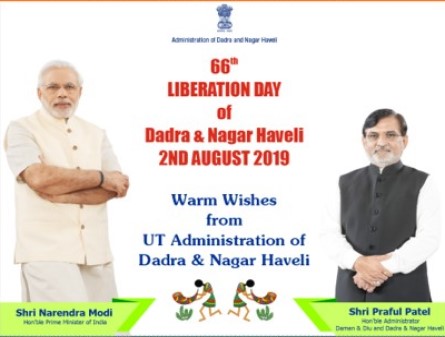 Administration of Dadra and Nagar Haveli
66th
LIBERATION DAY
of
Dadra & Nagar Haveli
2ND AUGUST 2019
Warm Wishes
from
UT Administration of
Dadra & Nagar Haveli
Shri Narendra Modi
Hon'ble Prime Minister of India
Shri Praful Patel
Hon'ble Administrator
Daman & Diu and Dadra & Nagar Haveli